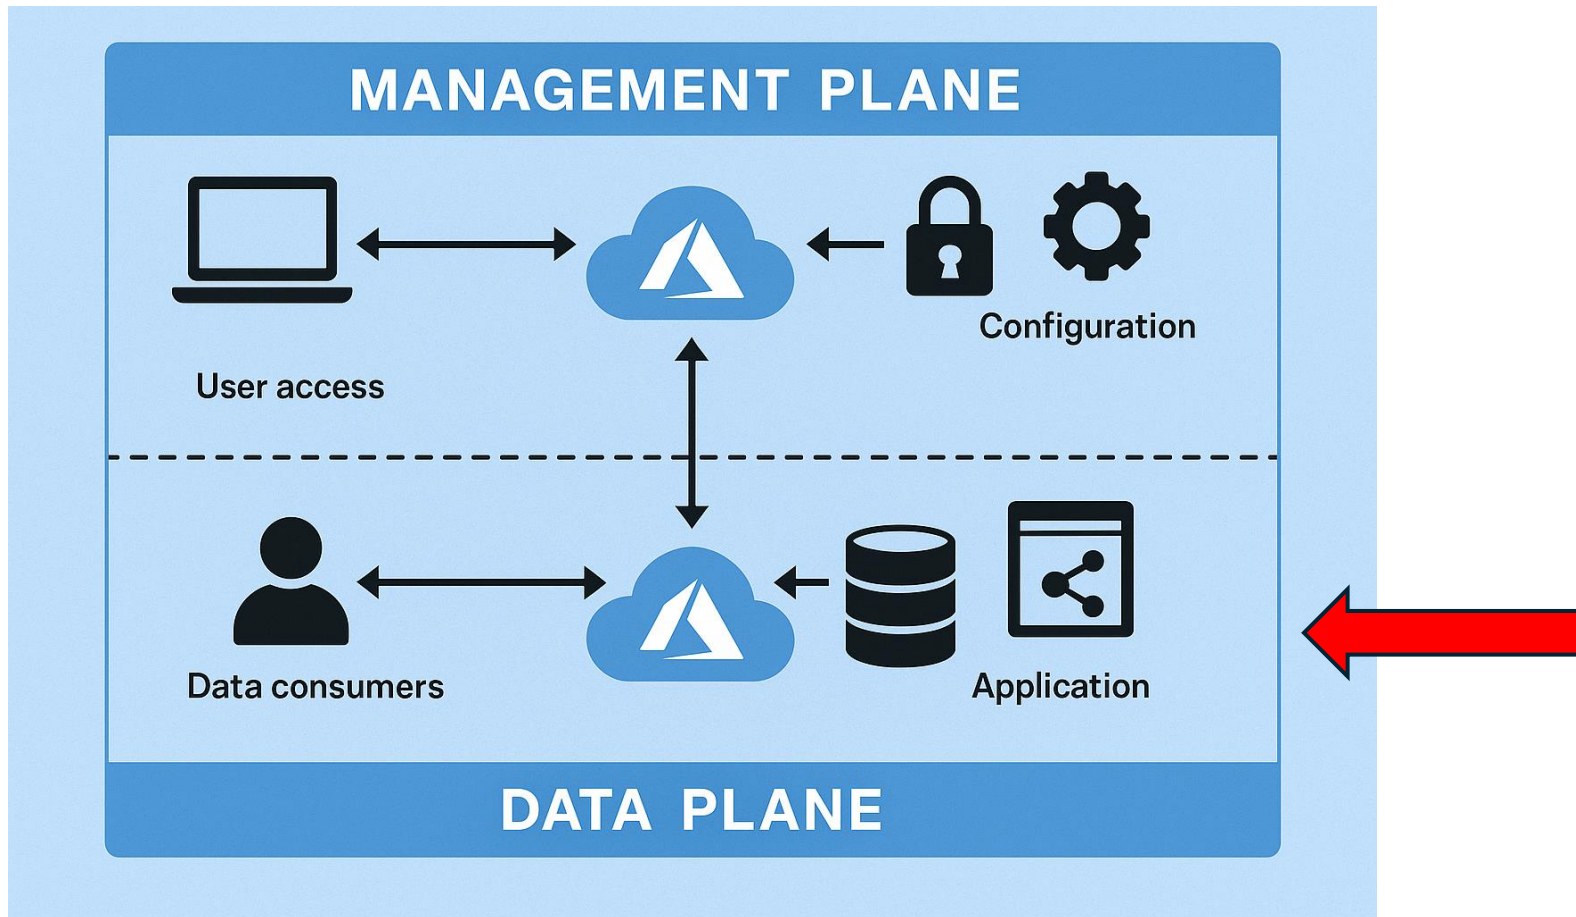 MANAGEMENT PLANE
Configuration
User access
Data consumers
Application
DATA PLANE